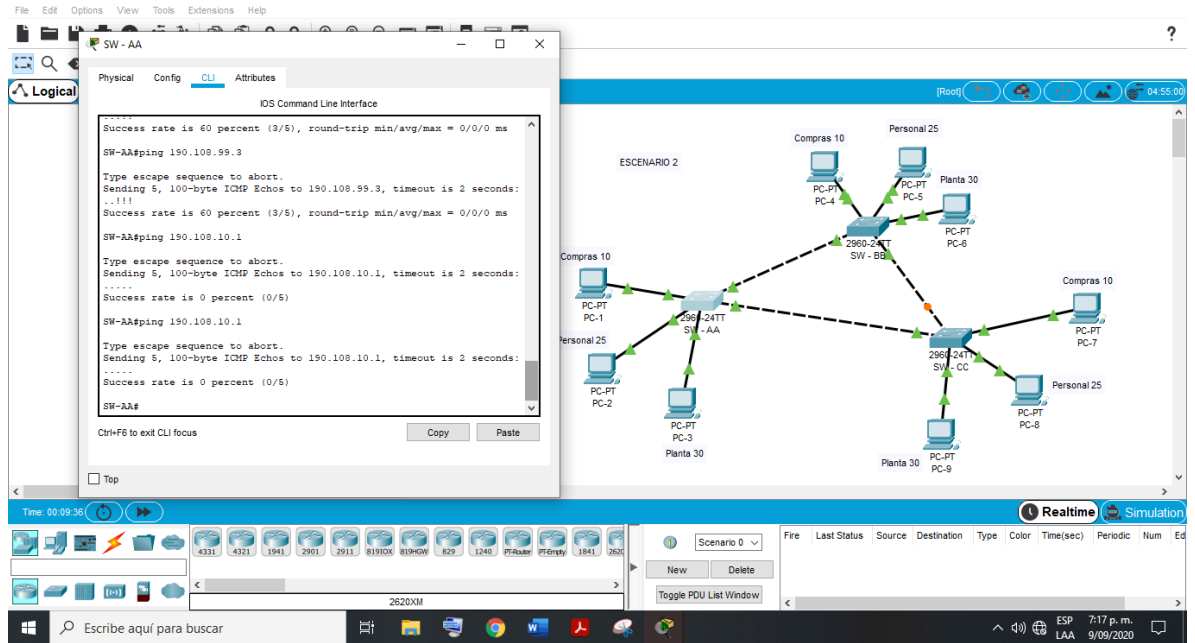 File Edit Options View Tools Extensions Help
?
SW - AA
Physical Config CLI Attributes
IOS Command Line Interface
.....
Success rate is 60 percent (3/5), round-trip min/avg/max = 0/0/0 ms
SW-AA#ping 190.108.99.3
Type escape sequence to abort.
Sending 5, 100-byte ICMP Echos to 190.108.99.3, timeout is 2 seconds:
..!!!
Success rate is 60 percent (3/5), round-trip min/avg/max = 0/0/0 ms
SW-AA#ping 190.108.10.1
Type escape sequence to abort.
Sending 5, 100-byte ICMP Echos to 190.108.10.1, timeout is 2 seconds:
.....
Success rate is 0 percent (0/5)
SW-AA#ping 190.108.10.1
Type escape sequence to abort.
Sending 5, 100-byte ICMP Echos to 190.108.10.1, timeout is 2 seconds:
.....
Success rate is 0 percent (0/5)
SW-AA#
Ctrl+F6 to exit CLI focus
Copy Paste
Top
Logical
[Root]
04:55:00
ESCENARIO 2
Compras 10
PC-PT
PC-4
Personal 25
PC-PT
PC-5
Planta 30
PC-PT
PC-6
2960-24TT
SW - BB
Compras 10
PC-PT
PC-1
2960-24TT
SW - AA
Personal 25
PC-PT
PC-2
PC-PT
PC-3
Planta 30
Compras 10
PC-PT
PC-7
2960-24TT
SW - CC
Personal 25
PC-PT
PC-8
Planta 30
PC-PT
PC-9
Time: 00:09:36
Realtime
Simulation
4331 4321 1941 2901 2911 819IOX 819HGW 829 1240 PT-Router PT-Empty 1841 262
2620XM
Scenario 0
New Delete
Toggle PDU List Window
Fire Last Status Source Destination Type Color Time(sec) Periodic Num Ed
Escribe aquí para buscar
ESP
LAA
7:17 p. m.
9/09/2020